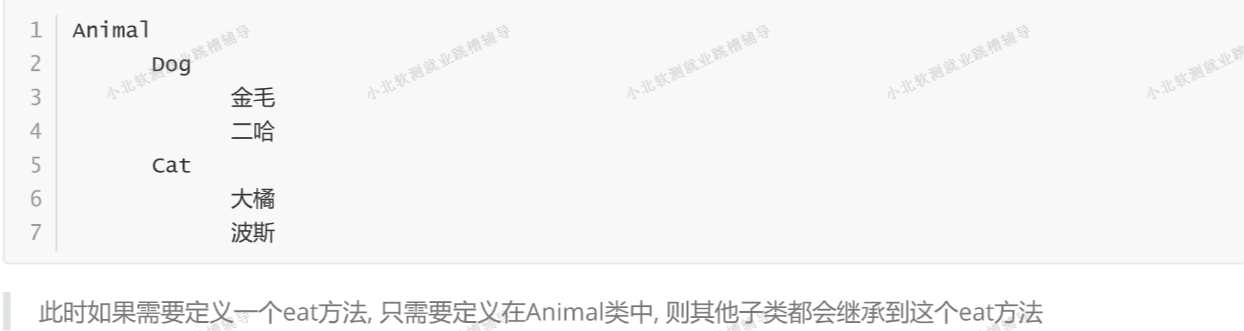 1 Animal
2 Dog
3 金毛
4 二哈
5 Cat
6 大橘
7 波斯
小北软测就业跳槽辅导 小北软测就业跳槽辅导 小北软测就业跳槽辅导 小北软测就业跳槽辅导 小北软测就业跳
此时如果需要定义一个eat方法, 只需要定义在Animal类中, 则其他子类都会继承到这个eat方法